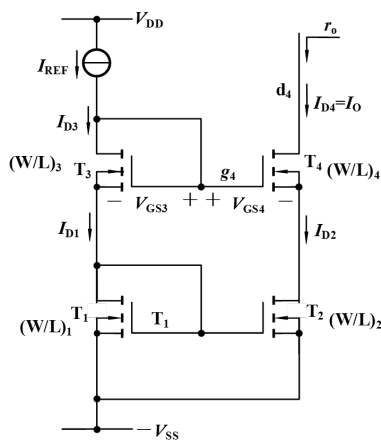 V_DD
r_o
I_REF
d_4
I_D4=I_O
I_D3
(W/L)_3
T_3
g_4
T_4
(W/L)_4
− V_GS3 + + V_GS4 −
I_D1
I_D2
(W/L)_1
T_1
T_1
T_2
(W/L)_2
−V_SS